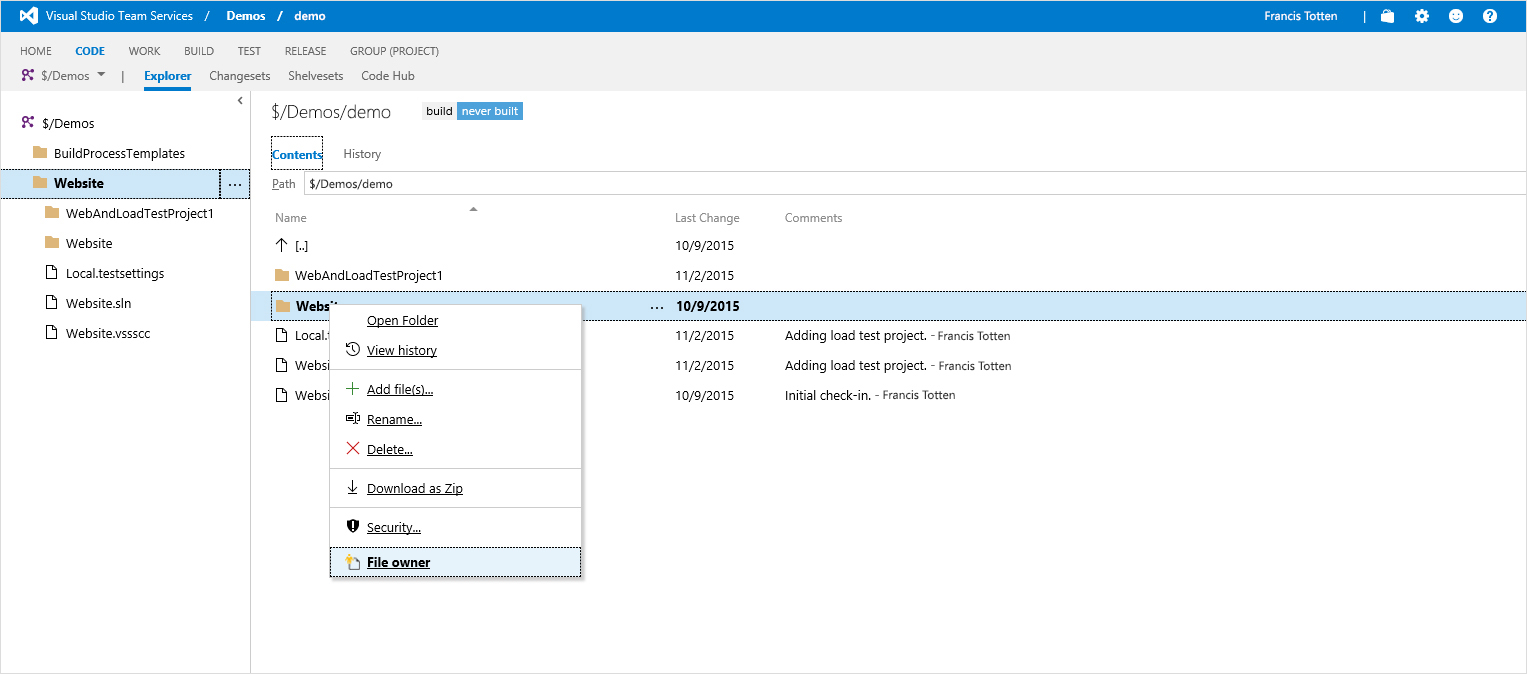 Visual Studio Team Services / Demos / demo Francis Totten |
HOME CODE WORK BUILD TEST RELEASE GROUP (PROJECT)
$/Demos | Explorer Changesets Shelvesets Code Hub
$/Demos
BuildProcessTemplates
Website ...
WebAndLoadTestProject1
Website
Local.testsettings
Website.sln
Website.vssscc
$/Demos/demo build never built
Contents History
Path $/Demos/demo
Name Last Change Comments
[..] 10/9/2015
WebAndLoadTestProject1 11/2/2015
Websit ... 10/9/2015
Local.t 11/2/2015 Adding load test project. - Francis Totten
Websi 11/2/2015 Adding load test project. - Francis Totten
Websi 10/9/2015 Initial check-in. - Francis Totten
Open Folder
View history
Add file(s)...
Rename...
Delete...
Download as Zip
Security...
File owner